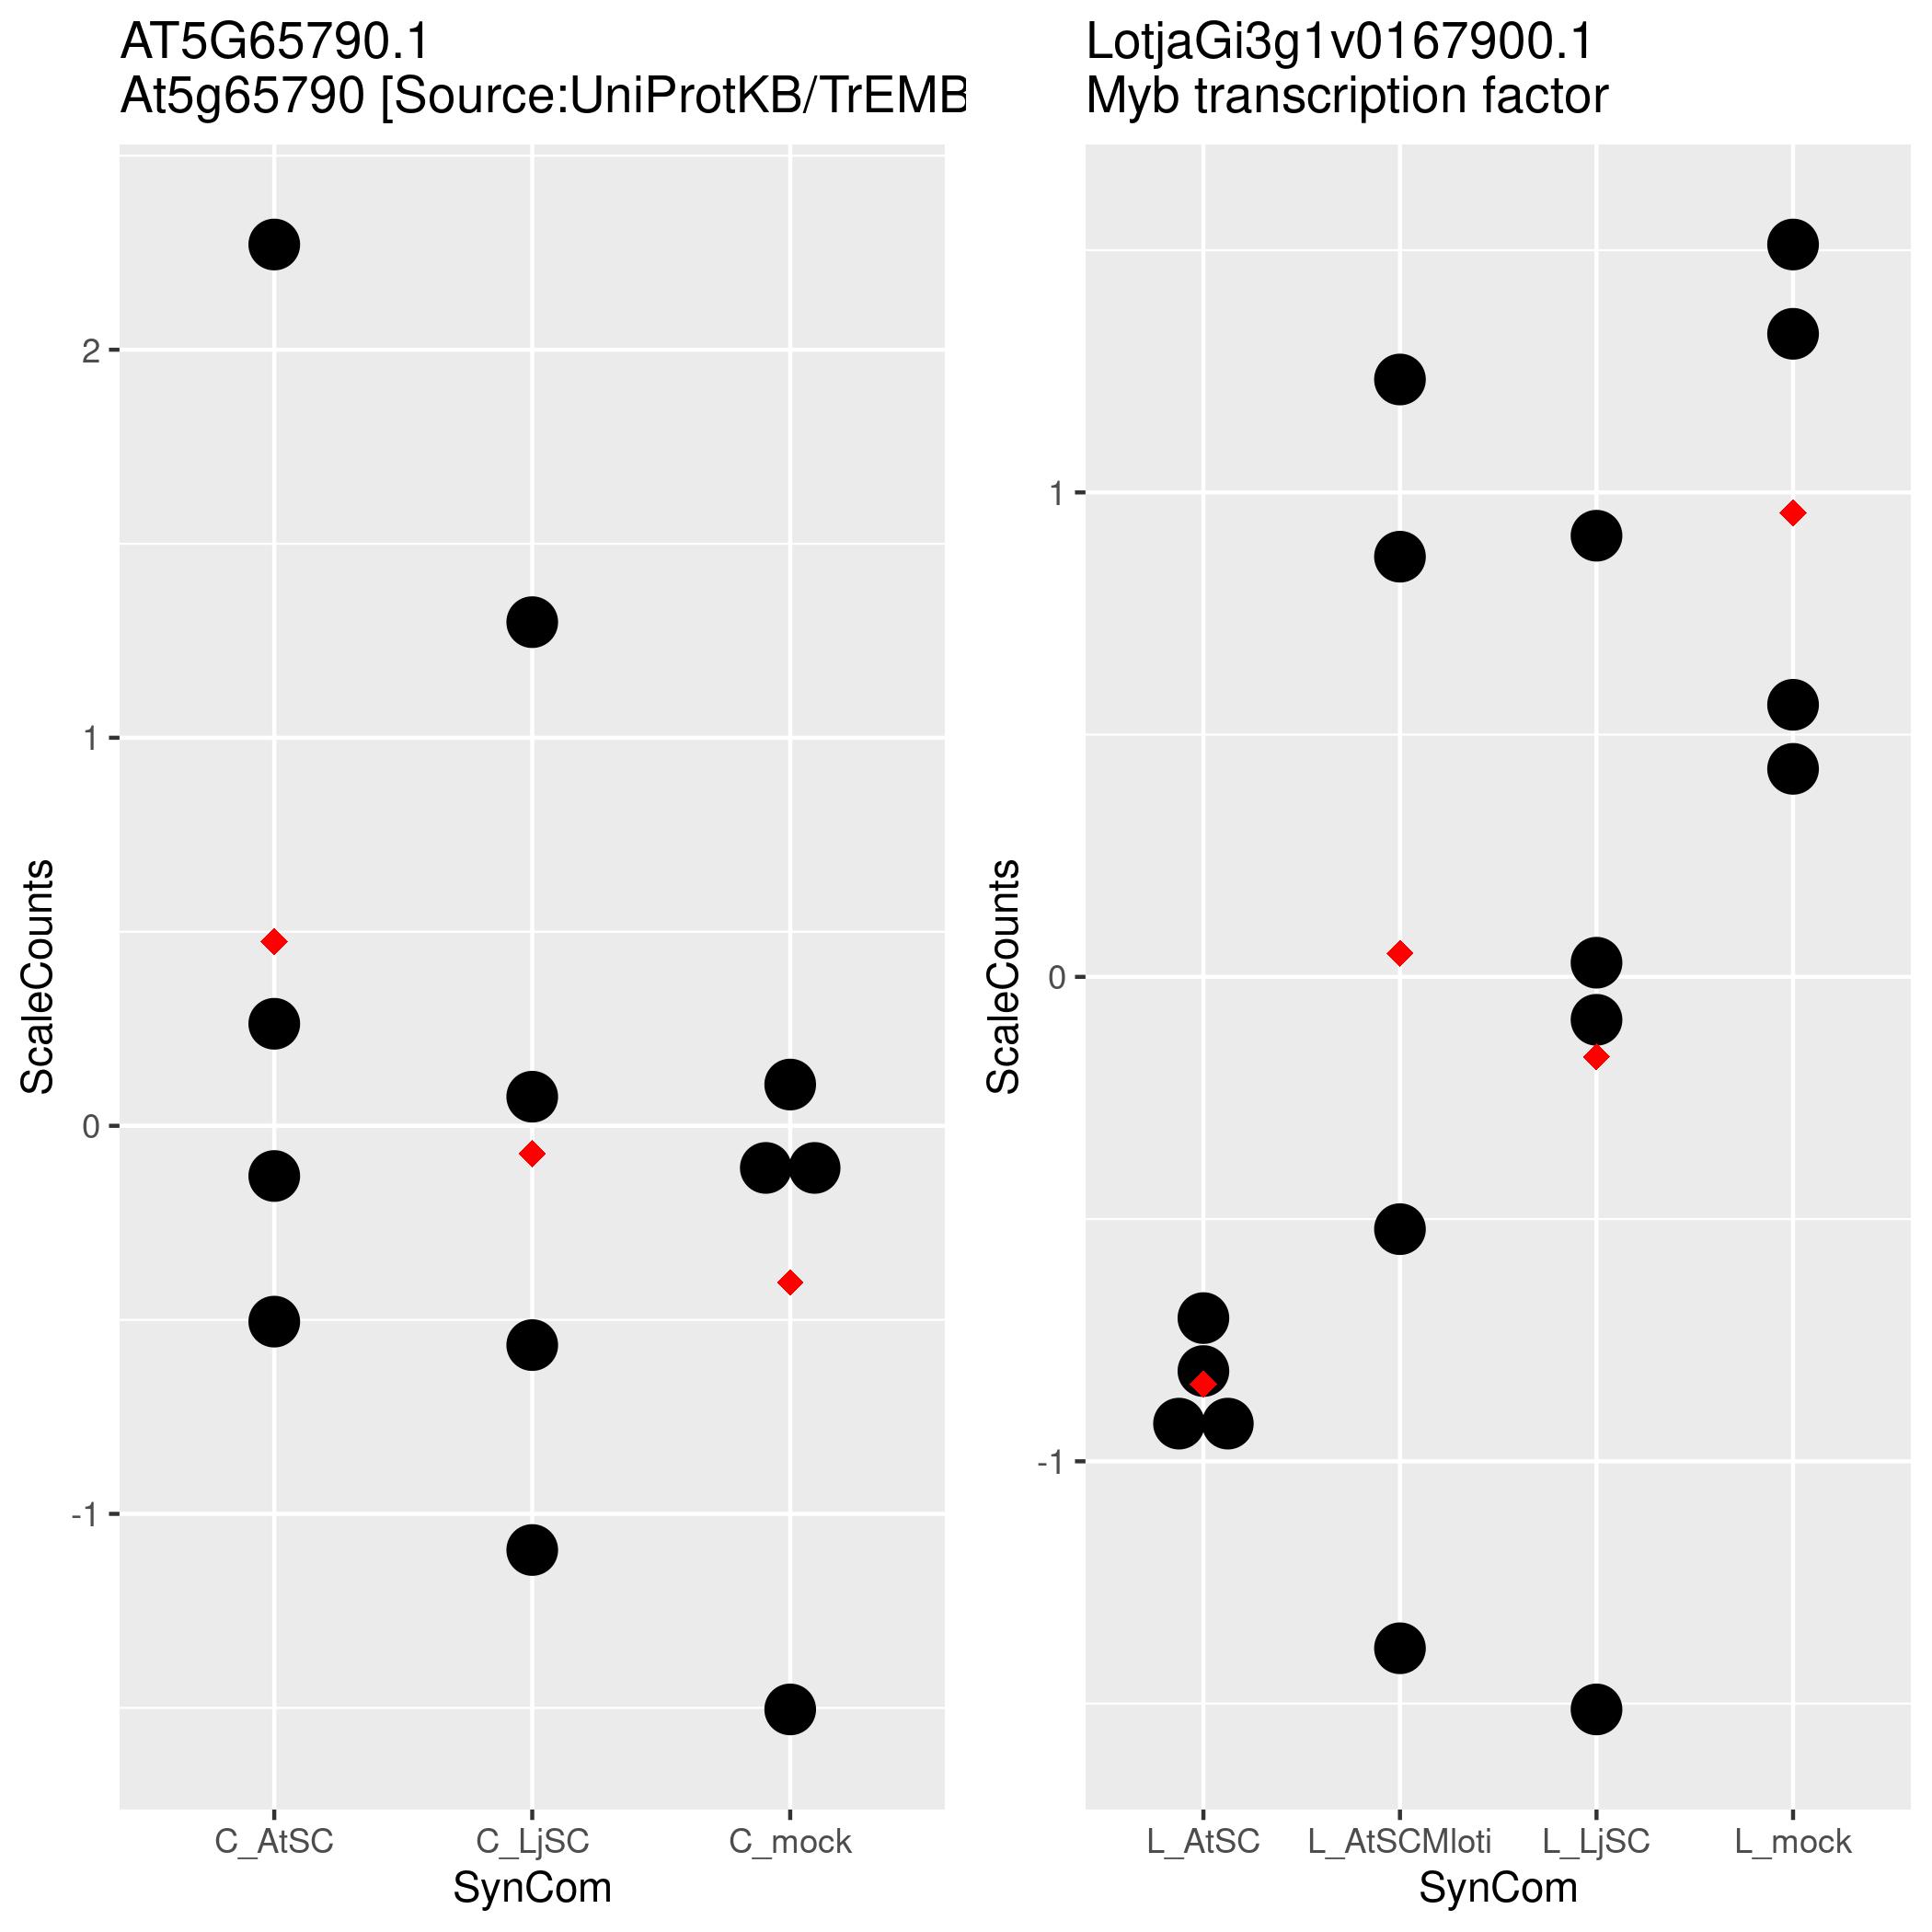 AT5G65790.1
At5g65790 [Source:UniProtKB/TrEMB
ScaleCounts
2
1
0
-1
C_AtSC
C_LjSC
C_mock
SynCom
LotjaGi3g1v0167900.1
Myb transcription factor
ScaleCounts
1
0
-1
L_AtSC
L_AtSCMloti
L_LjSC
L_mock
SynCom